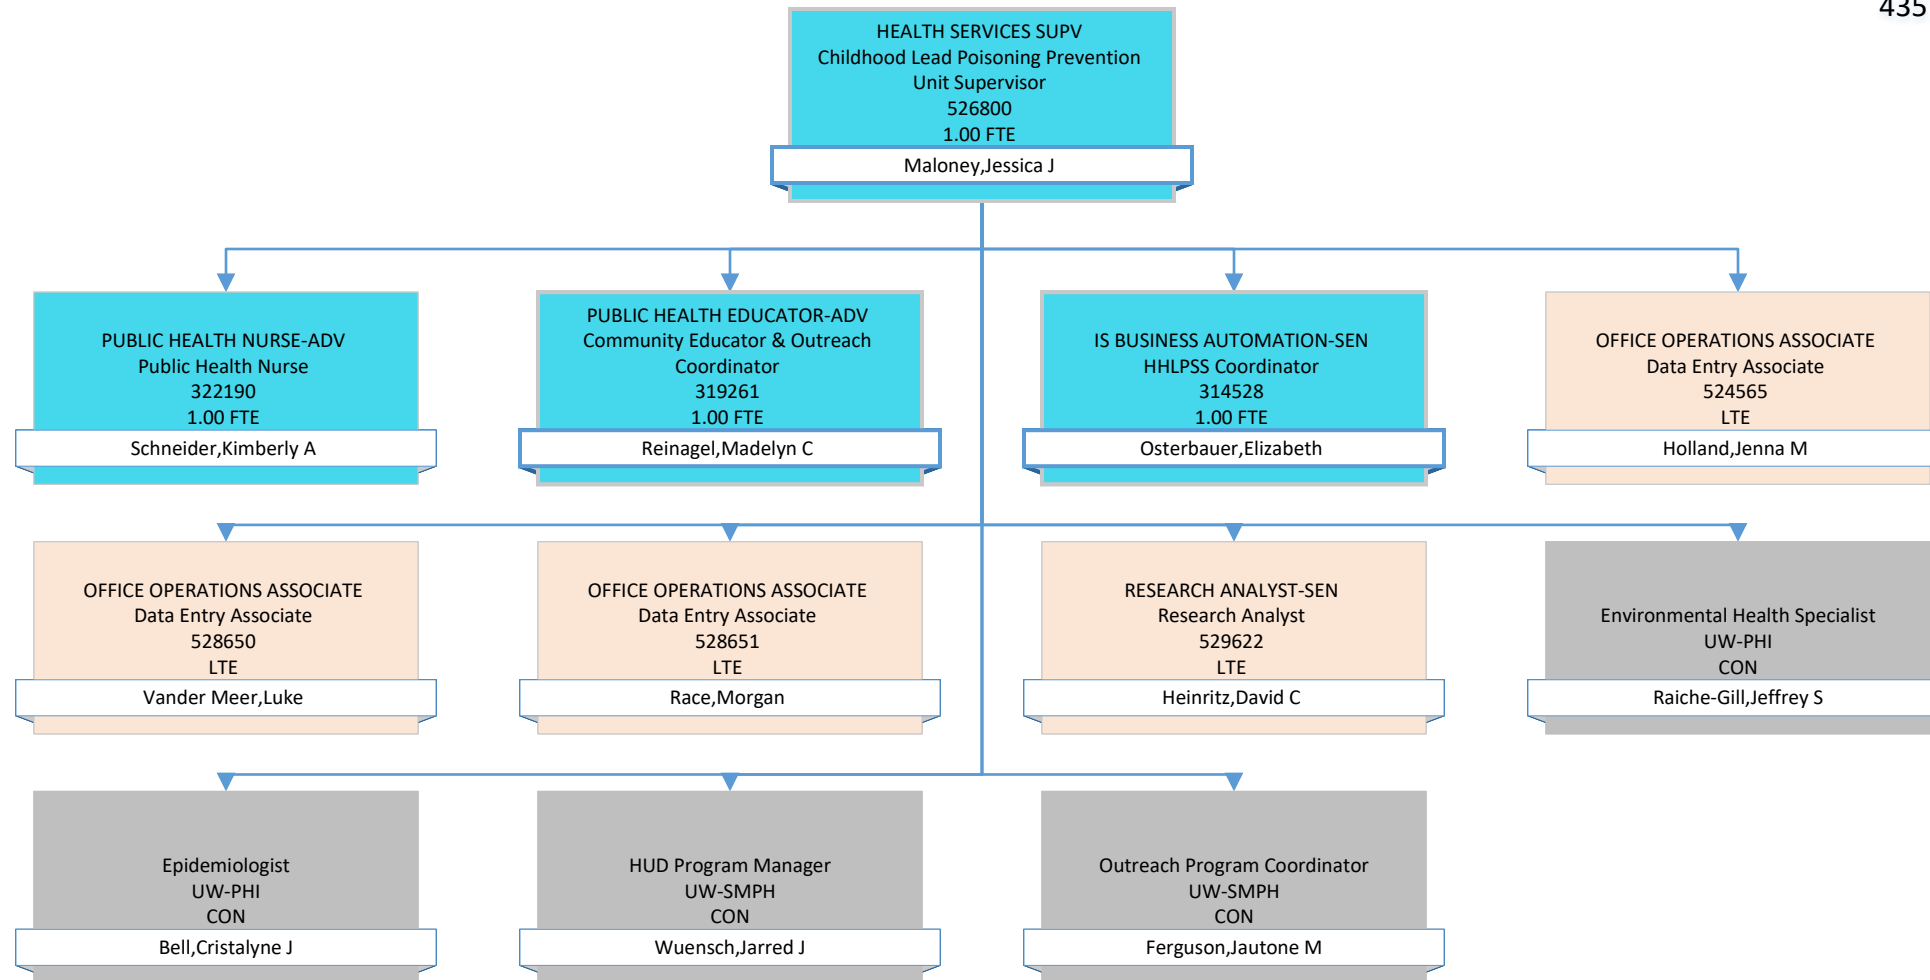 435
HEALTH SERVICES SUPV
Childhood Lead Poisoning Prevention
Unit Supervisor
526800
1.00 FTE
Maloney,Jessica J
PUBLIC HEALTH NURSE-ADV
Public Health Nurse
322190
1.00 FTE
Schneider,Kimberly A
PUBLIC HEALTH EDUCATOR-ADV
Community Educator & Outreach
Coordinator
319261
1.00 FTE
Reinagel,Madelyn C
IS BUSINESS AUTOMATION-SEN
HHLPSS Coordinator
314528
1.00 FTE
Osterbauer,Elizabeth
OFFICE OPERATIONS ASSOCIATE
Data Entry Associate
524565
LTE
Holland,Jenna M
OFFICE OPERATIONS ASSOCIATE
Data Entry Associate
528650
LTE
Vander Meer,Luke
OFFICE OPERATIONS ASSOCIATE
Data Entry Associate
528651
LTE
Race,Morgan
RESEARCH ANALYST-SEN
Research Analyst
529622
LTE
Heinritz,David C
Environmental Health Specialist
UW-PHI
CON
Raiche-Gill,Jeffrey S
Epidemiologist
UW-PHI
CON
Bell,Cristalyne J
HUD Program Manager
UW-SMPH
CON
Wuensch,Jarred J
Outreach Program Coordinator
UW-SMPH
CON
Ferguson,Jautone M